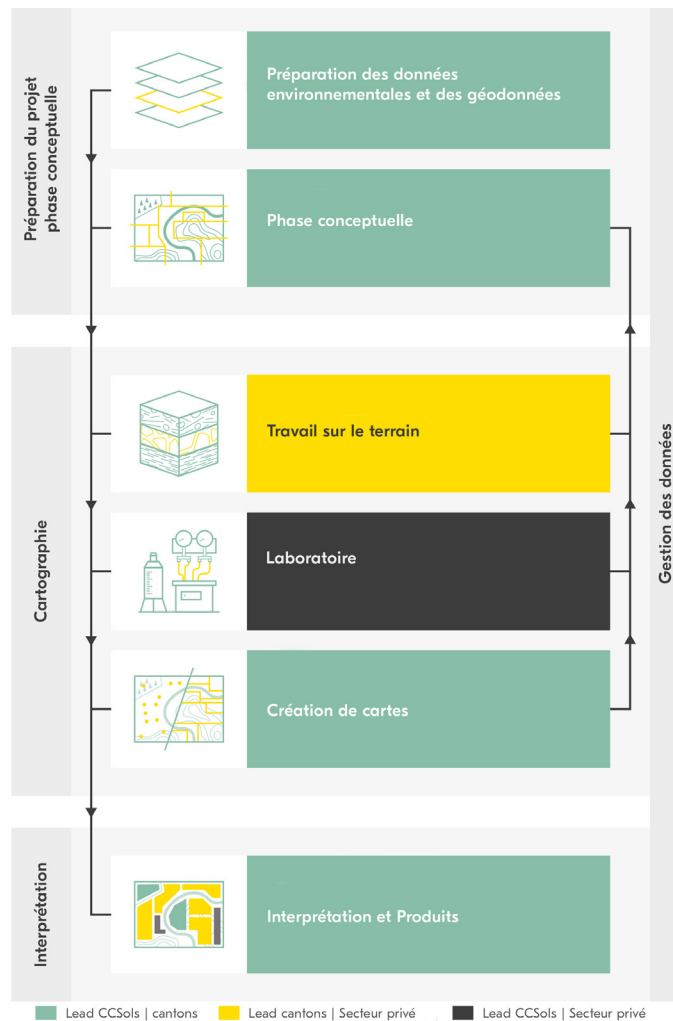 Préparation du projet
phase conceptuelle
Préparation des données
environnementales et des géodonnées
Phase conceptuelle
Cartographie
Travail sur le terrain
Laboratoire
Création de cartes
Gestion des données
Interprétation
Interprétation et Produits
Lead CCSols | cantons
Lead cantons | Secteur privé
Lead CCSols | Secteur privé